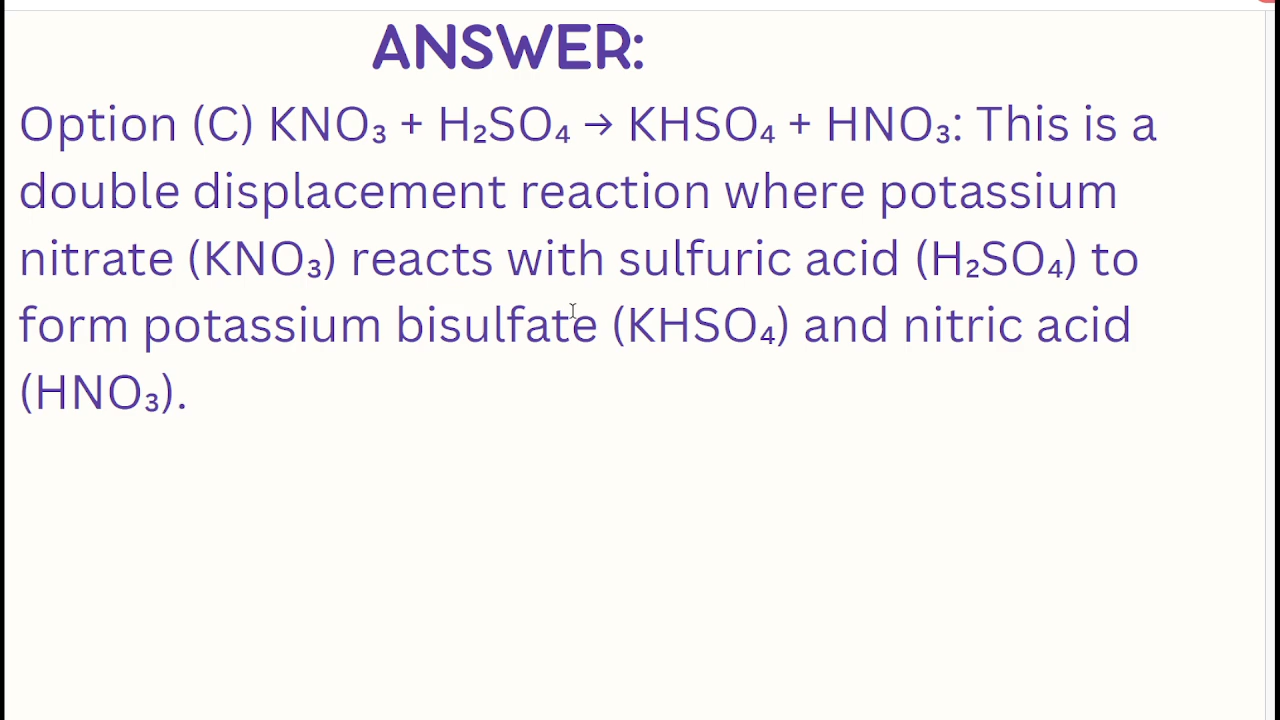 ANSWER:
Option (C) KNO₃ + H₂SO₄ → KHSO₄ + HNO₃: This is a
double displacement reaction where potassium
nitrate (KNO₃) reacts with sulfuric acid (H₂SO₄) to
form potassium bisulfate (KHSO₄) and nitric acid
(HNO₃).